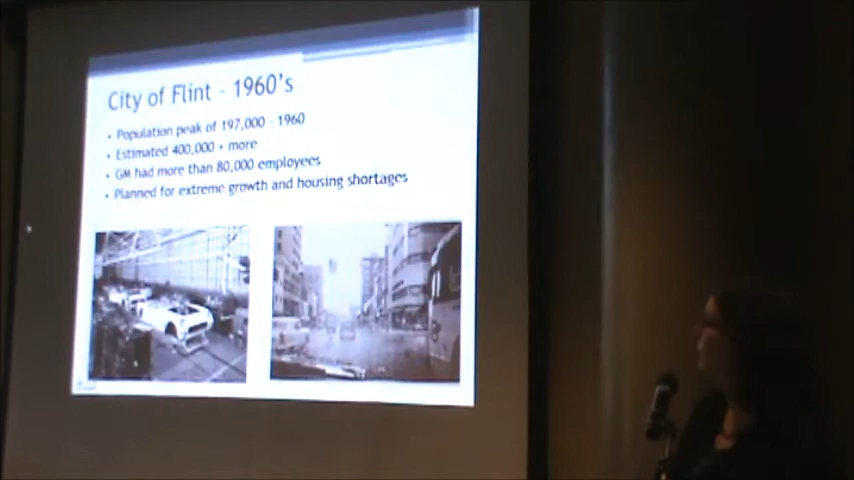 City of Flint - 1960's
• Population peak of 197,000 - 1960
• Estimated 400,000 + more
• GM had more than 80,000 employees
• Planned for extreme growth and housing shortages